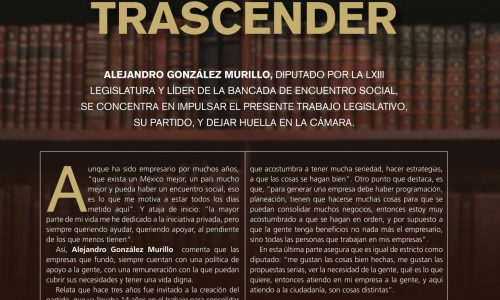 TRASCENDER
ALEJANDRO GONZÁLEZ MURILLO, DIPUTADO POR LA LXIII
LEGISLATURA Y LÍDER DE LA BANCADA DE ENCUENTRO SOCIAL,
SE CONCENTRA EN IMPULSAR EL PRESENTE TRABAJO LEGISLATIVO,
SU PARTIDO, Y DEJAR HUELLA EN LA CÁMARA.
Aunque ha sido empresario por muchos años,
"que exista un México mejor, un país mucho
mejor y pueda haber un encuentro social, eso
es lo que me motiva a estar todos los días
metido aquí". Y ataja de inicio: "la mayor
parte de mi vida me he dedicado a la iniciativa privada, pero
siempre queriendo ayudar, queriendo apoyar, al pendiente
de los que menos tienen".
Así, Alejandro González Murillo comenta que las
empresas que fundó, siempre cuentan con una política de
apoyo a la gente, con una remuneración con la que puedan
cubrir sus necesidades y tener una vida digna.
Relata que hace tres años fue invitado a la creación del
que acostumbra a tener mucha seriedad, hacer estrategias,
a que las cosas se hagan bien". Otro punto que destaca, es
que, "para generar una empresa debe haber programación,
planeación, tienen que hacerse muchas cosas para que se
puedan consolidar muchos negocios, entonces estoy muy
acostumbrado a que se hagan en orden, y por supuesto a
que la gente tenga beneficios no nada más el empresario,
sino todas las personas que trabajan en mis empresas".
En esta última parte asegura que es igual de estricto como
diputado: "me gustan las cosas bien hechas, me gustan las
propuestas serias, ver la necesidad de la gente, qué es lo que
quiere, entonces atiendo en mi empresa a la gente, y aquí
atiendo a la ciudadanía, son cosas distintas".